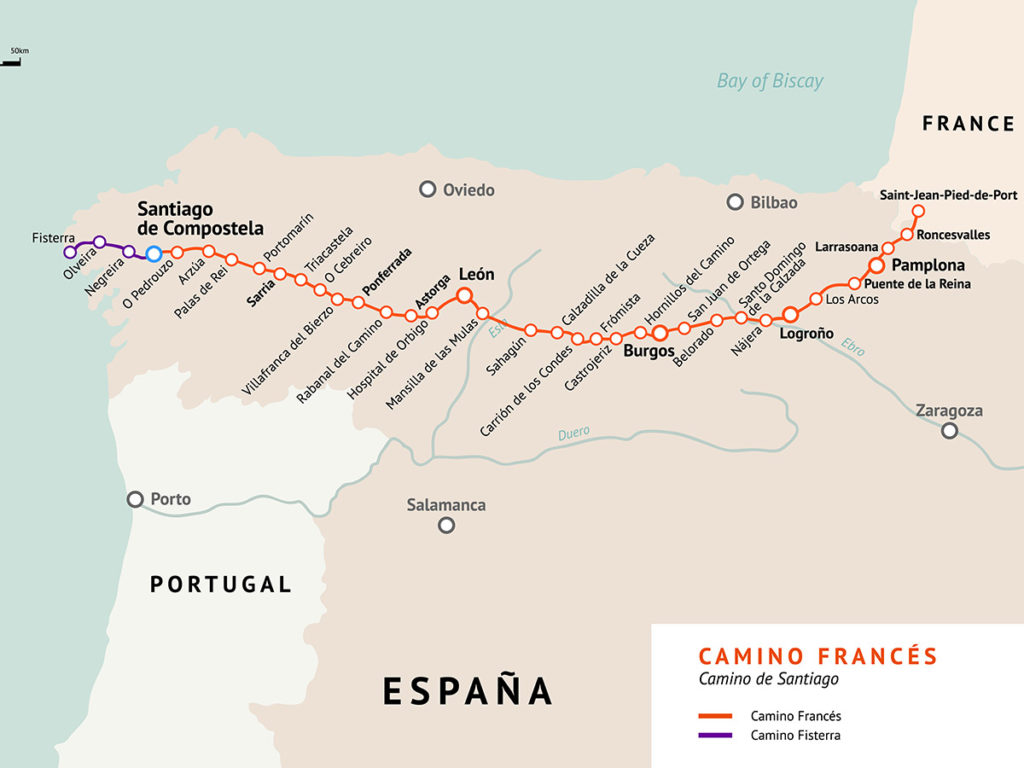 50km
Bay of Biscay
FRANCE
Saint-Jean-Pied-de-Port
Roncesvalles
Larrasoana
Pamplona
Puente de la Reina
Los Arcos
Logroño
Nájera
Santo Domingo
de la Calzada
Belorado
San Juan de Ortega
Burgos
Hornillos del Camino
Castrojeriz
Frómista
Carrión de los Condes
Calzadilla de la Cueza
Sahagún
Mansilla de las Mulas
León
Hospital de Orbigo
Astorga
Rabanal del Camino
Ponferrada
Villafranca del Bierzo
O Cebreiro
Triacastela
Sarria
Portomarín
Palas de Rei
Arzúa
O Pedrouzo
Santiago
de Compostela
Negreira
Olveira
Fisterra
Oviedo
Bilbao
Esla
Ebro
Duero
Zaragoza
Salamanca
Porto
PORTUGAL
ESPAÑA
CAMINO FRANCÉS
Camino de Santiago
Camino Francés
Camino Fisterra